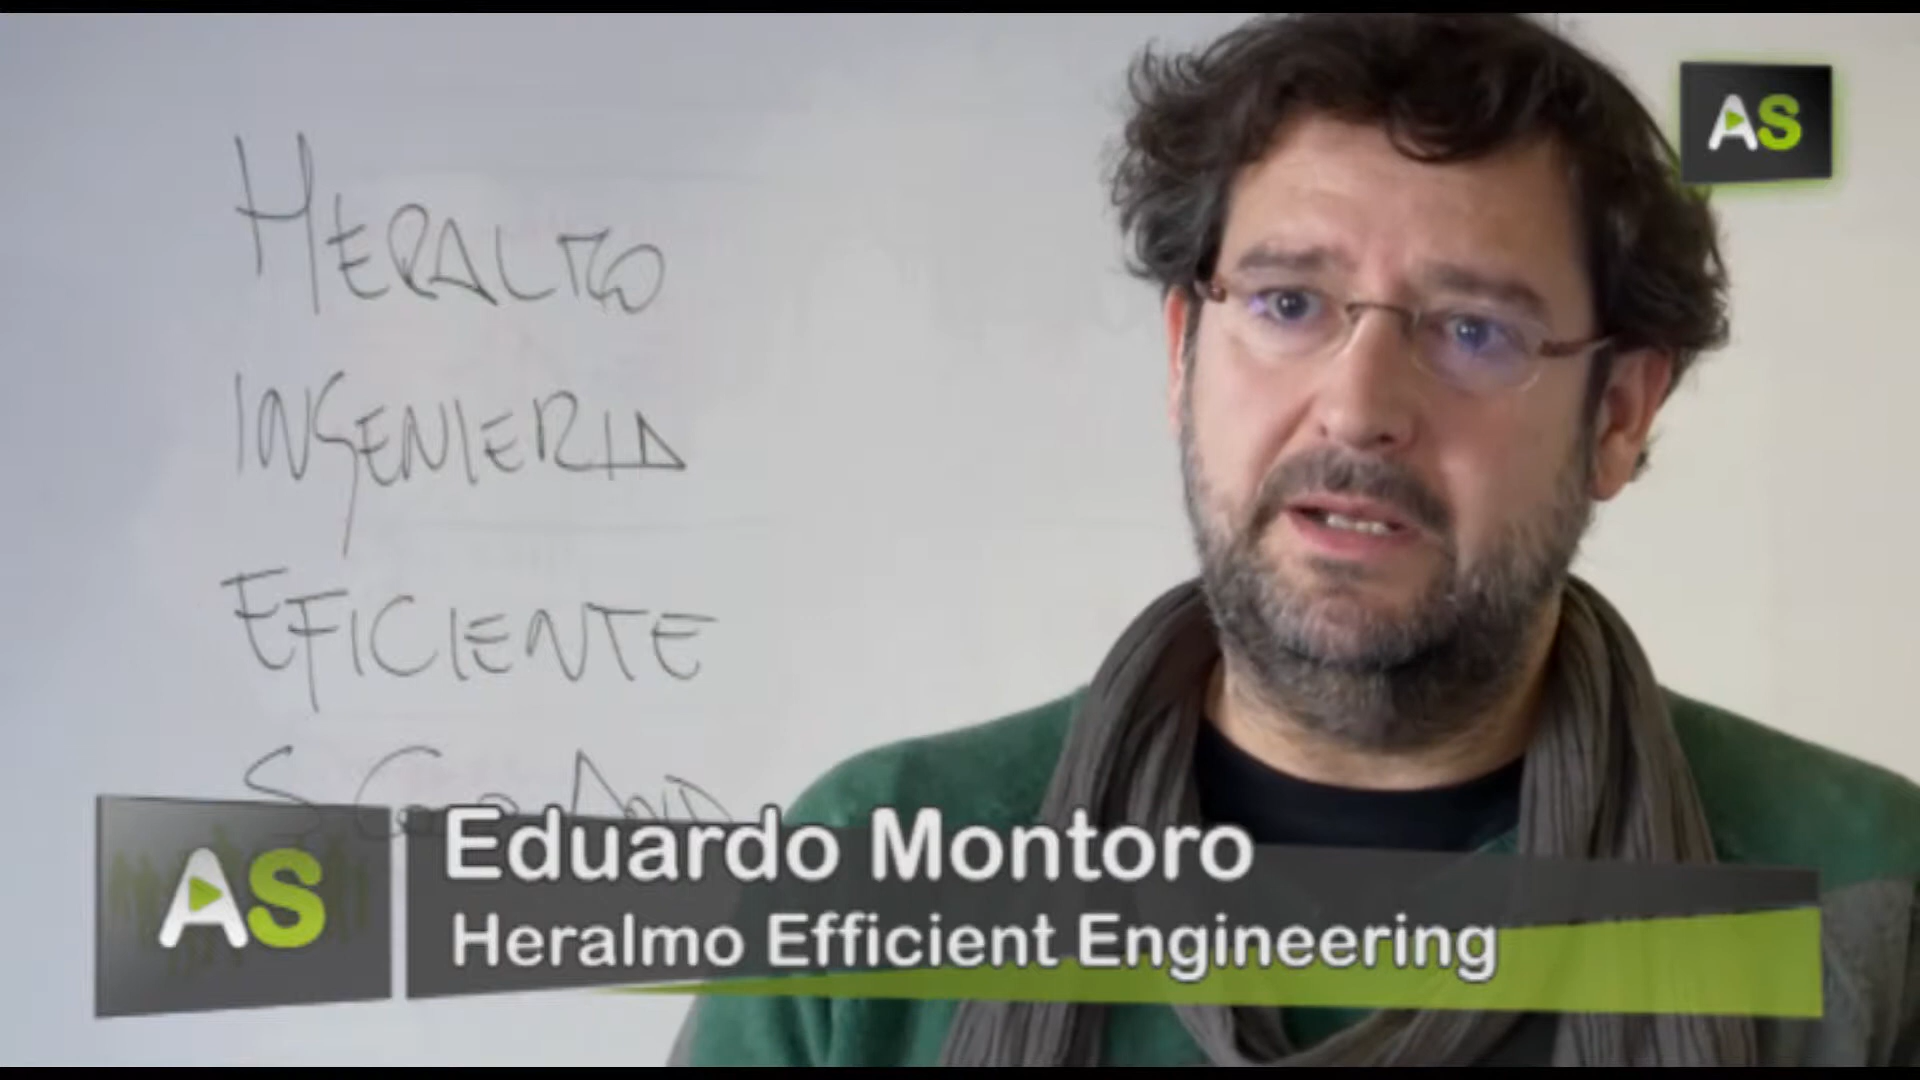 AS
HERALMO
INGENIERIA
EFICIENTE
AS
Eduardo Montoro
Heralmo Efficient Engineering